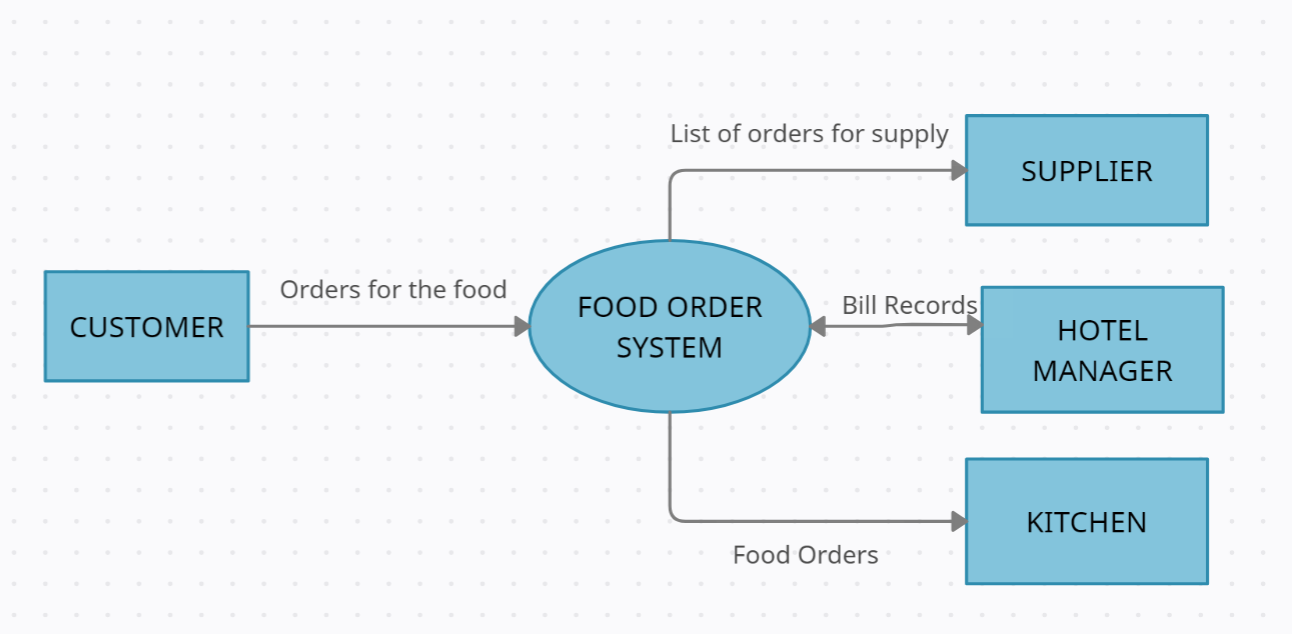 List of orders for supply
SUPPLIER
Orders for the food
CUSTOMER
FOOD ORDER
SYSTEM
Bill Records
HOTEL
MANAGER
KITCHEN
Food Orders